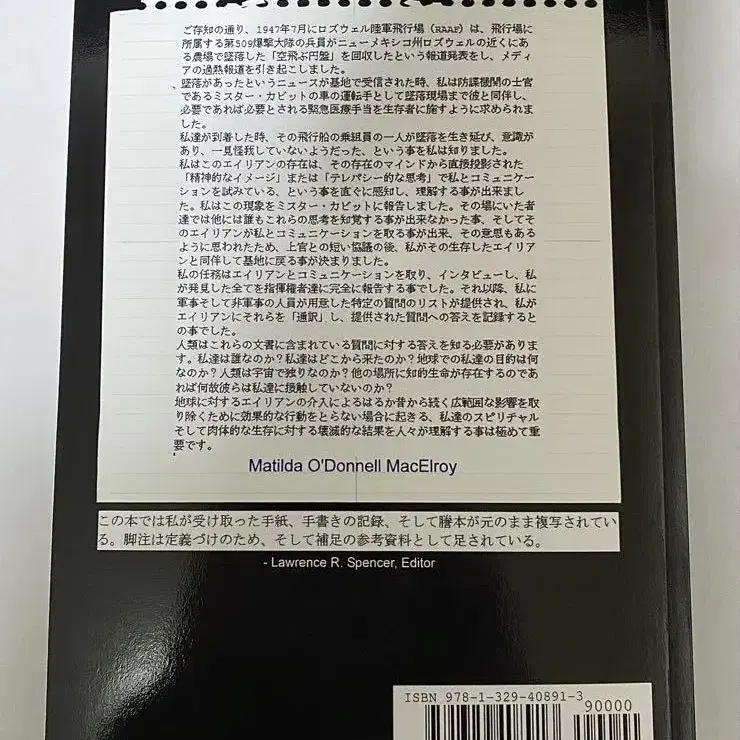 ご存知の通り、1947年7月にロズウェル陸軍飛行場（RAAF）は、飛行場に
所属する第509爆撃大隊の兵員がニューメキシコ州ロズウェルの近くにあ
る農場で墜落した「空飛ぶ円盤」を回収したという報道発表をし、メディ
アの過熱報道を引き起こしました。
墜落があったというニュースが基地で受信された時、私は防諜機関の士官
であるミスター・カビットの車の運転手として墜落現場まで彼と同伴し、
必要であれば必要とされる緊急医療手当を生存者に施すように求められま
した。
私達が到着した時、その飛行船の乗組員の一人が墜落を生き延び、意識が
あり、一見怪我していないようだった、という事を私は知りました。
私はこのエイリアンの存在は、その存在のマインドから直接投影された
「精神的なイメージ」または「テレパシー的な思考」で私とコミュニケー
ションを試みている、という事を直ぐに感知し、理解する事が出来まし
た。私はこの現象をミスター・カビットに報告しました。その場にいた者
達では他には誰もこれらの思考を知覚する事が出来なかった事、そしてそ
のエイリアンが私とコミュニケーションを取る事が出来、その意思もある
ように思われたため、上官との短い協議の後、私がその生存したエイリア
ンと同伴して基地に戻る事が決まりました。
私の任務はエイリアンとコミュニケーションを取り、インタビューし、私
が発見した全てを指揮権者達に完全に報告する事でした。それ以降、私に
軍事そして非軍事の人員が用意した特定の質問のリストが提供され、私が
エイリアンにそれらを「通訳」し、提供された質問への答えを記録すると
の事でした。
人類はこれらの文書に含まれている質問に対する答えを知る必要がありま
す。私達は誰なのか？私達はどこから来たのか？地球での私達の目的は何
なのか？人類は宇宙で独りなのか？他の場所に知的生命が存在するのであ
れば何故彼らは私達に接触していないのか？
地球に対するエイリアンの介入によるはるか昔から続く広範囲な影響を取
り除くために効果的な行動をとらない場合に起きる、私達のスピリチャル
そして肉体的な生存に対する壊滅的な結果を人々が理解する事は極めて重
要です。
Matilda O'Donnell MacElroy
この本では私が受け取った手紙、手書きの記録、そして謄本が元のまま複写されてい
る。脚注は定義づけのため、そして補足の参考資料として足されている。
- Lawrence R. Spencer, Editor
ISBN 978-1-329-40891-3
90000